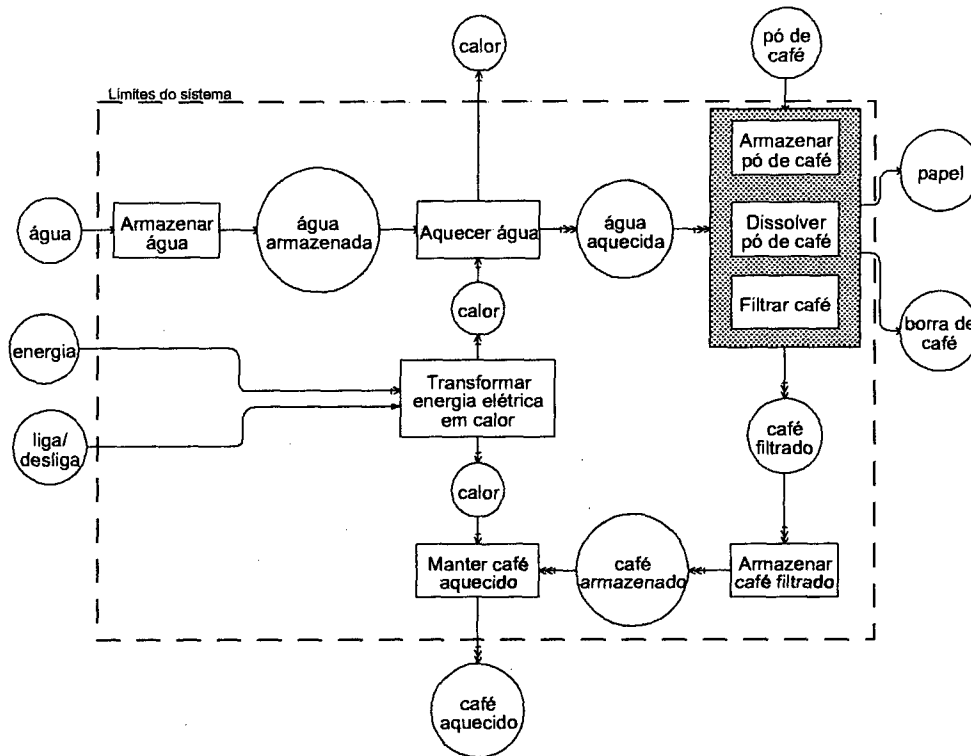 calor
pó de
café
Limites do sistema
Armazenar
pó de café
água
Armazenar
água
água
armazenada
Aquecer água
água
aquecida
Dissolver
pó de café
papel
calor
Filtrar café
borra de
café
energia
Transformar
energia elétrica
em calor
liga/
desliga
café
filtrado
calor
Manter café
aquecido
café
armazenado
Armazenar
café filtrado
café
aquecido